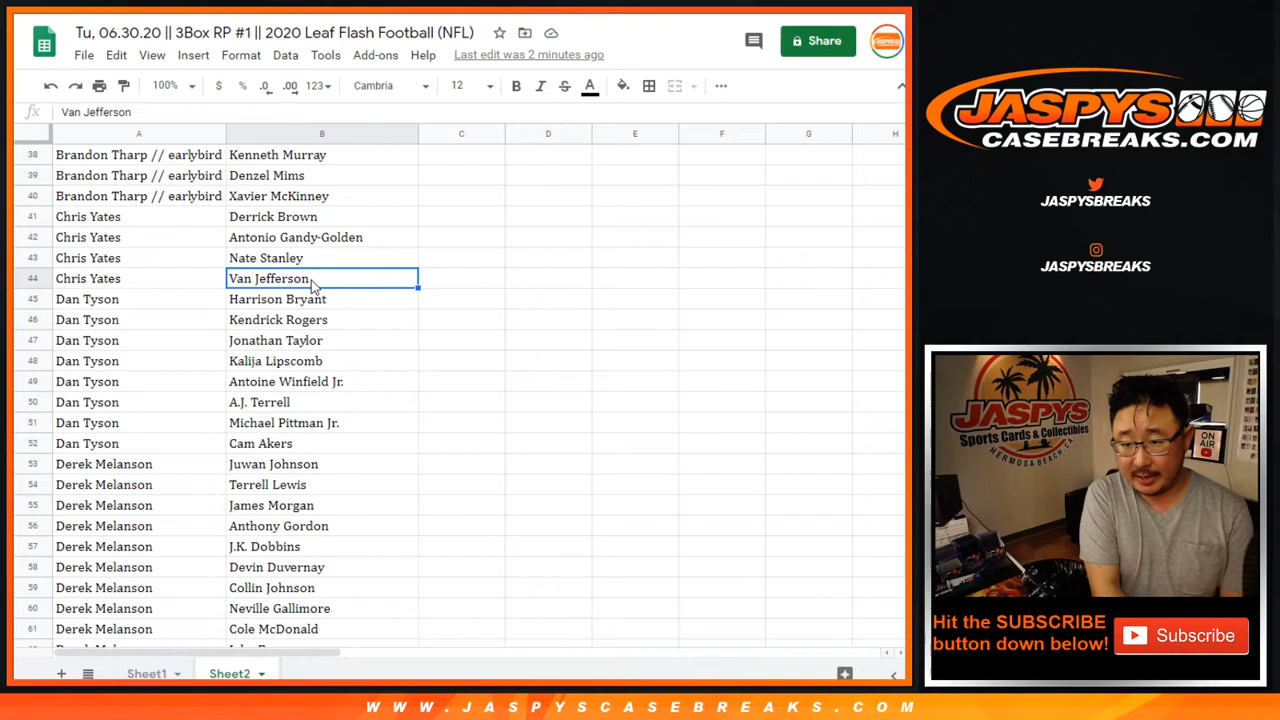 Tu, 06.30.20 || 3Box RP #1 || 2020 Leaf Flash Football (NFL)
File Edit View Insert Format Data Tools Add-ons Help Last edit was 2 minutes ago
Share
100% $ % .0 .00 123 Cambria 12 B I S A
fx Van Jefferson
A B C D E F G H
38 Brandon Tharp // earlybird Kenneth Murray
39 Brandon Tharp // earlybird Denzel Mims
40 Brandon Tharp // earlybird Xavier McKinney
41 Chris Yates Derrick Brown
42 Chris Yates Antonio Gandy-Golden
43 Chris Yates Nate Stanley
44 Chris Yates Van Jefferson
45 Dan Tyson Harrison Bryant
46 Dan Tyson Kendrick Rogers
47 Dan Tyson Jonathan Taylor
48 Dan Tyson Kalija Lipscomb
49 Dan Tyson Antoine Winfield Jr.
50 Dan Tyson A.J. Terrell
51 Dan Tyson Michael Pittman Jr.
52 Dan Tyson Cam Akers
53 Derek Melanson Juwan Johnson
54 Derek Melanson Terrell Lewis
55 Derek Melanson James Morgan
56 Derek Melanson Anthony Gordon
57 Derek Melanson J.K. Dobbins
58 Derek Melanson Devin Duvernay
59 Derek Melanson Collin Johnson
60 Derek Melanson Neville Gallimore
61 Derek Melanson Cole McDonald
Sheet1 Sheet2
JASPYS
CASEBREAKS.COM
JASPYSBREAKS
JASPYSBREAKS
JASPYS
Sports Cards & Collectibles
HERMOSA BEACH, CA
ON
AIR
Hit the SUBSCRIBE
button down below!
Subscribe
WWW.JASPYSCASEBREAKS.COM